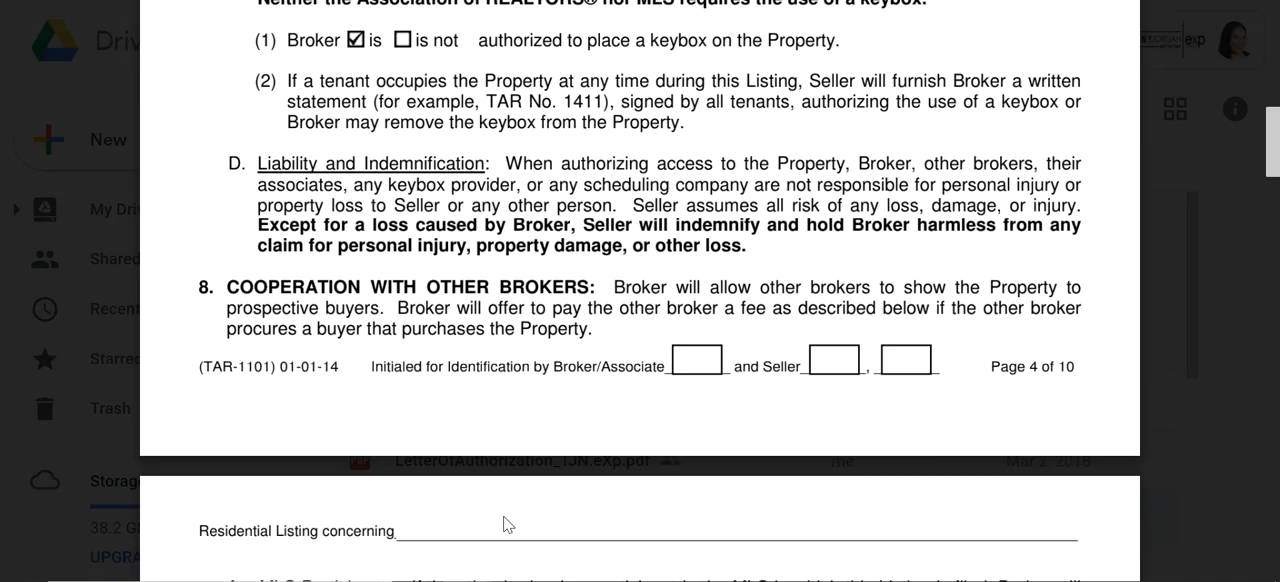 Neither the Association of REALTORS® nor MLS requires the use of a keybox.
Driv
(1) Broker ☑ is ☐ is not authorized to place a keybox on the Property.
exp
(2) If a tenant occupies the Property at any time during this Listing, Seller will furnish Broker a written
statement (for example, TAR No. 1411), signed by all tenants, authorizing the use of a keybox or
Broker may remove the keybox from the Property.
New
D. Liability and Indemnification: When authorizing access to the Property, Broker, other brokers, their
associates, any keybox provider, or any scheduling company are not responsible for personal injury or
property loss to Seller or any other person. Seller assumes all risk of any loss, damage, or injury.
Except for a loss caused by Broker, Seller will indemnify and hold Broker harmless from any
claim for personal injury, property damage, or other loss.
My Driv
Shared
Recent
Starred
Trash
Storage
38.2 G
UPGRA
8. COOPERATION WITH OTHER BROKERS: Broker will allow other brokers to show the Property to
prospective buyers. Broker will offer to pay the other broker a fee as described below if the other broker
procures a buyer that purchases the Property.
(TAR-1101) 01-01-14 Initialed for Identification by Broker/Associate and Seller , Page 4 of 10
PDF LetterOfAuthorization_TJN.eXp.pdf me Mar 2, 2018
Residential Listing concerning